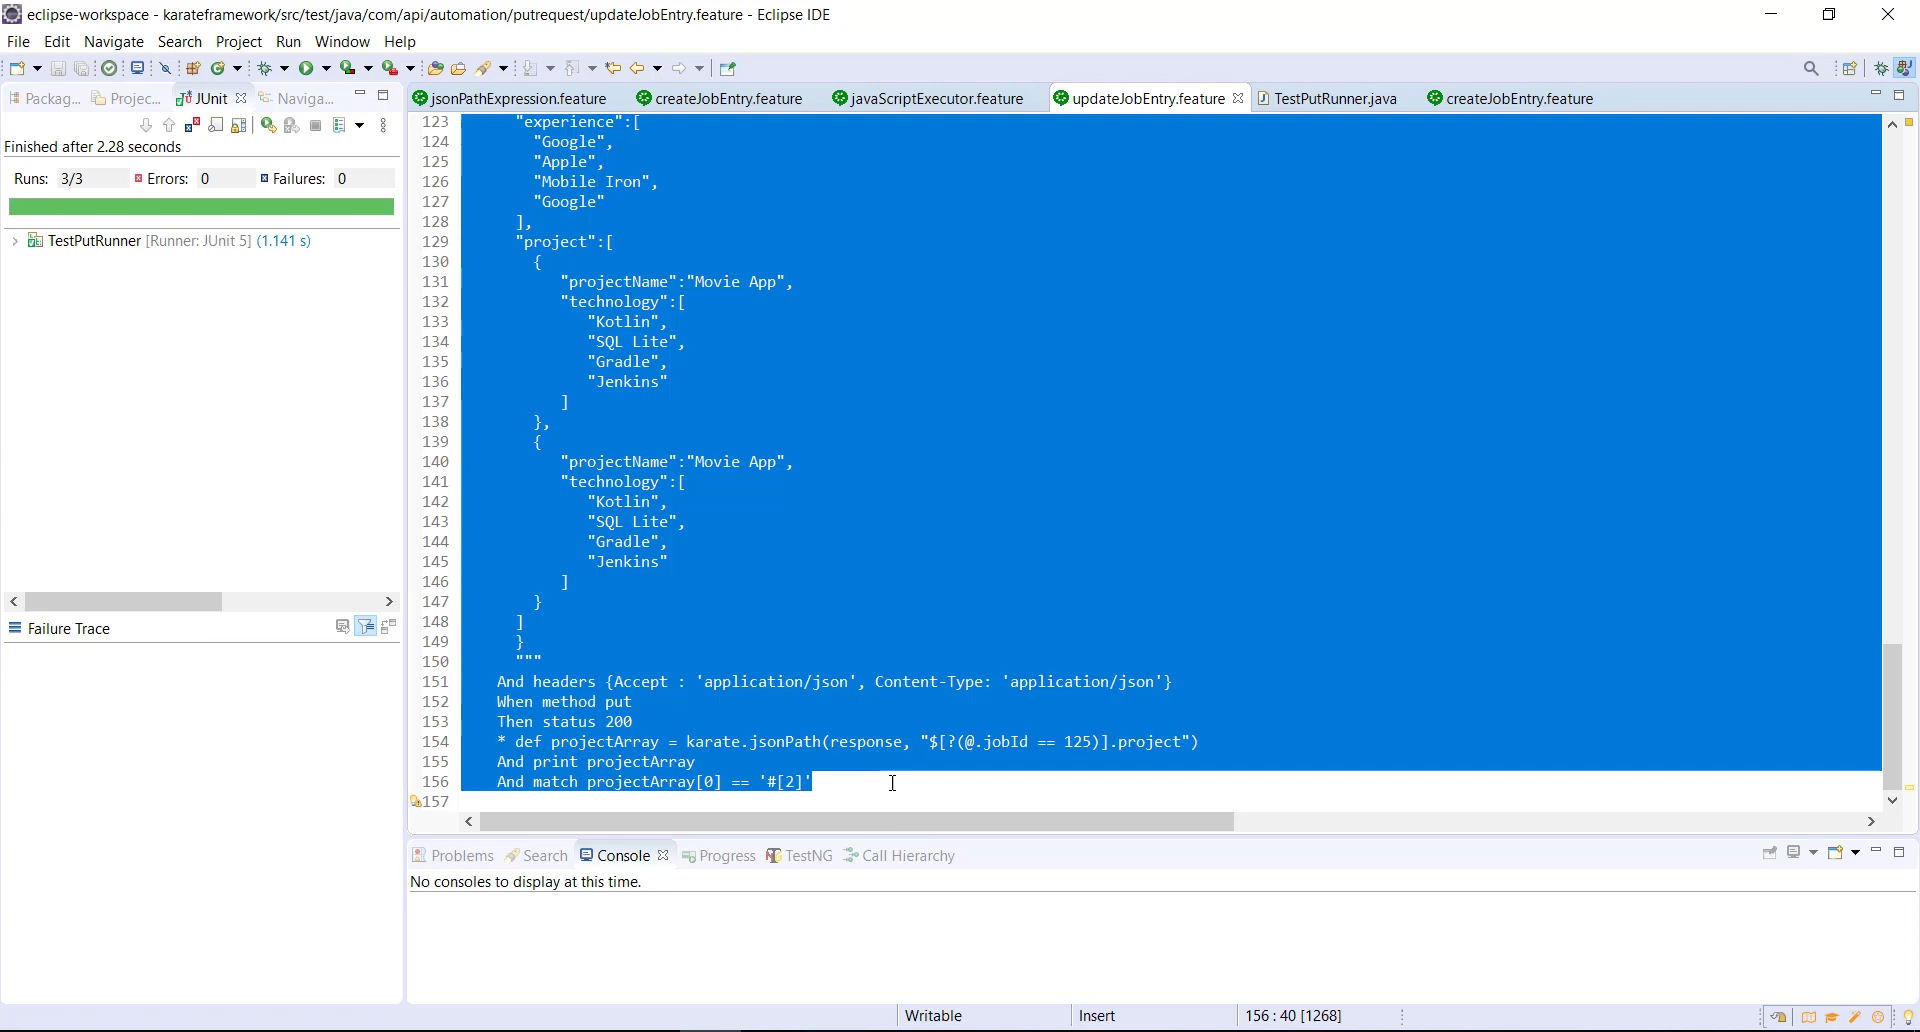 eclipse-workspace - karateframework/src/test/java/com/api/automation/putrequest/updateJobEntry.feature - Eclipse IDE
File Edit Navigate Search Project Run Window Help
Packag... Projec... JUnit Naviga...
jsonPathExpression.feature createJobEntry.feature javaScriptExecutor.feature updateJobEntry.feature TestPutRunner.java createJobEntry.feature
Finished after 2.28 seconds
Runs: 3/3 Errors: 0 Failures: 0
TestPutRunner [Runner: JUnit 5] (1.141 s)
Failure Trace
123 "experience":[
124 "Google",
125 "Apple",
126 "Mobile Iron",
127 "Google"
128 ],
129 "project":[
130 {
131 "projectName":"Movie App",
132 "technology":[
133 "Kotlin",
134 "SQL Lite",
135 "Gradle",
136 "Jenkins"
137 ]
138 },
139 {
140 "projectName":"Movie App",
141 "technology":[
142 "Kotlin",
143 "SQL Lite",
144 "Gradle",
145 "Jenkins"
146 ]
147 }
148 ]
149 }
150 """
151 And headers {Accept : 'application/json', Content-Type: 'application/json'}
152 When method put
153 Then status 200
154 * def projectArray = karate.jsonPath(response, "$[?(@.jobId == 125)].project")
155 And print projectArray
156 And match projectArray[0] == '#[2]'
157
Problems Search Console Progress TestNG Call Hierarchy
No consoles to display at this time.
Writable Insert 156 : 40 [1268]